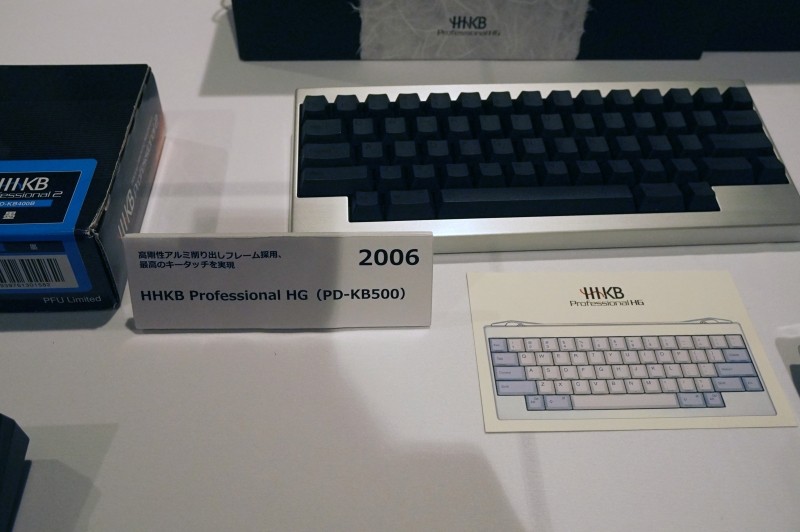 HHKB
Professional HG
HHKB
Professional 2
PD-KB400B
墨
PFU Limited
高剛性アルミ削り出しフレーム採用、
最高のキータッチを実現
2006
HHKB Professional HG（PD-KB500）
HHKB
Professional HG